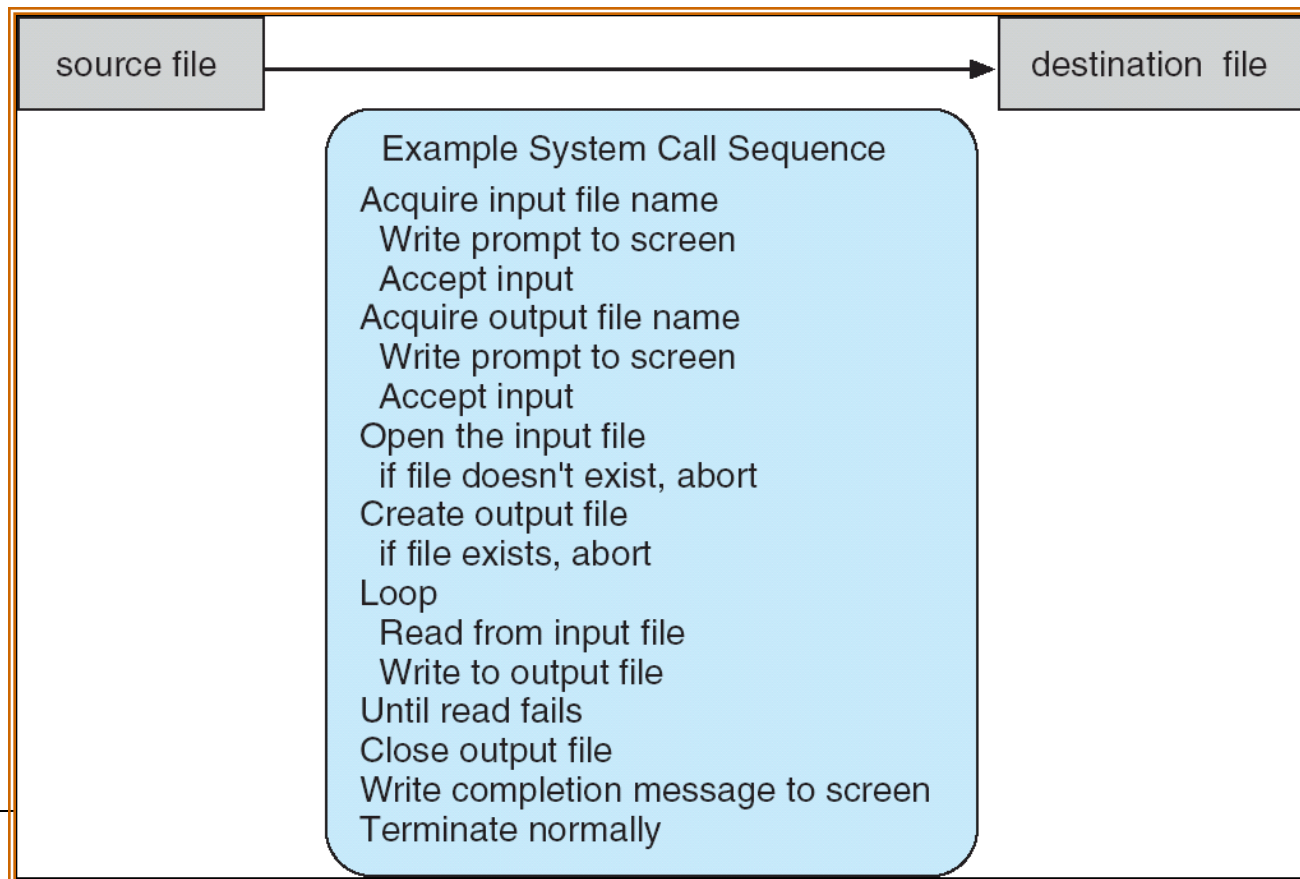 source file
destination file
Example System Call Sequence
Acquire input file name
Write prompt to screen
Accept input
Acquire output file name
Write prompt to screen
Accept input
Open the input file
if file doesn't exist, abort
Create output file
if file exists, abort
Loop
Read from input file
Write to output file
Until read fails
Close output file
Write completion message to screen
Terminate normally